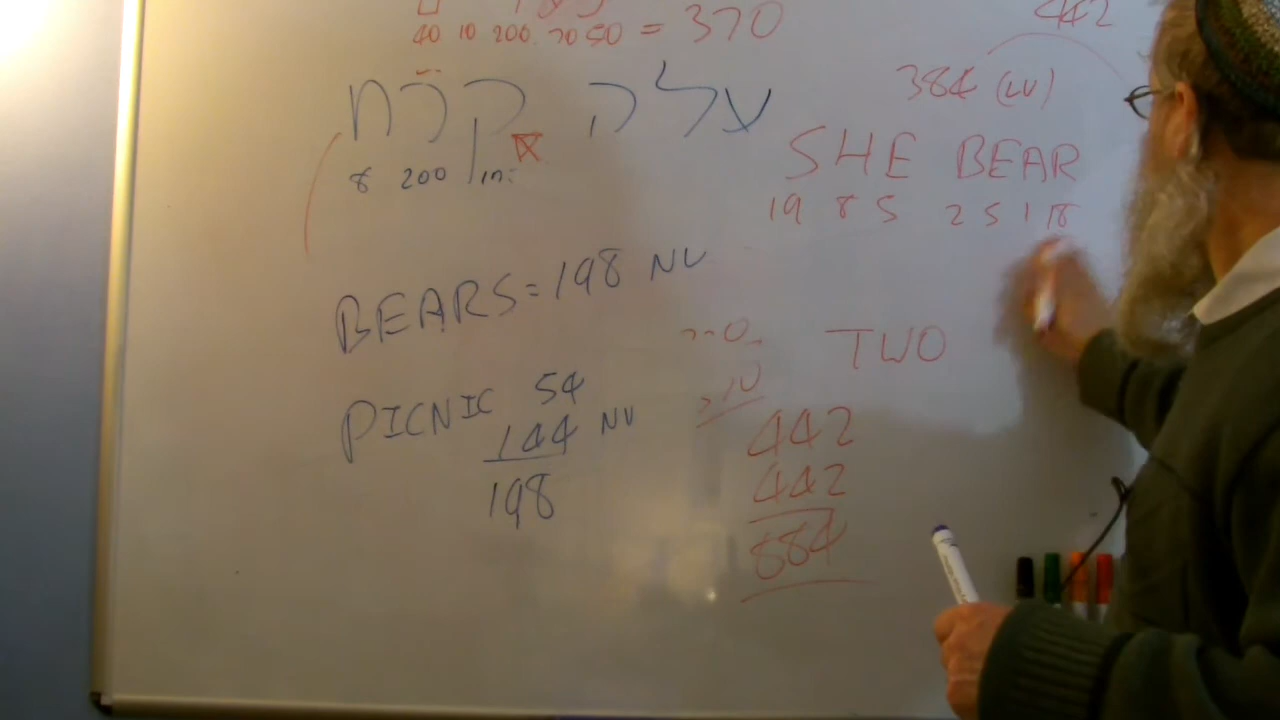 40 10 200 70 50 = 370
442
עלה קרח
384 (LV)
8 200
SHE BEAR
19 8 5 2 5 1 18
BEARS = 198 NV
TWO
PICNIC 54
144 NV
198
442
442
884